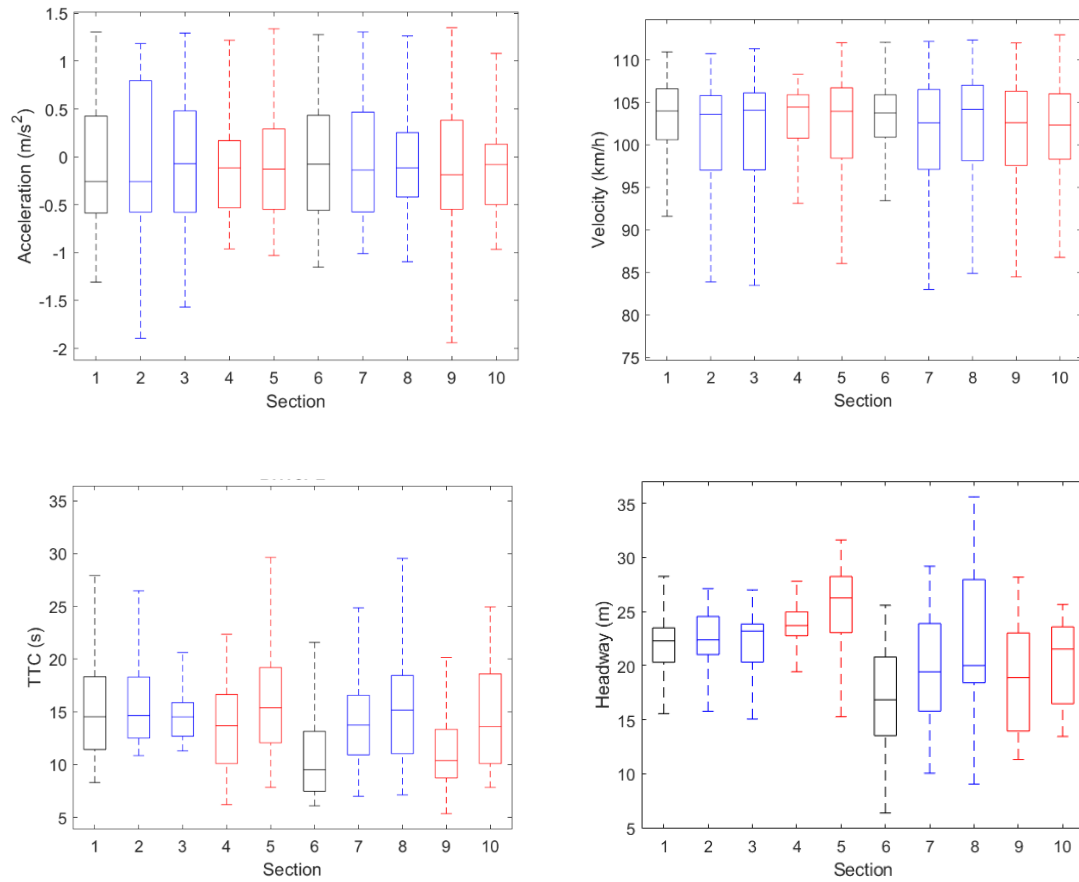 1.5
1
0.5
0
-0.5
-1
-1.5
-2
Acceleration (m/s²)
1 2 3 4 5 6 7 8 9 10
Section
110
105
100
95
90
85
80
75
Velocity (km/h)
1 2 3 4 5 6 7 8 9 10
Section
35
30
25
20
15
10
5
TTC (s)
1 2 3 4 5 6 7 8 9 10
Section
35
30
25
20
15
10
5
Headway (m)
1 2 3 4 5 6 7 8 9 10
Section